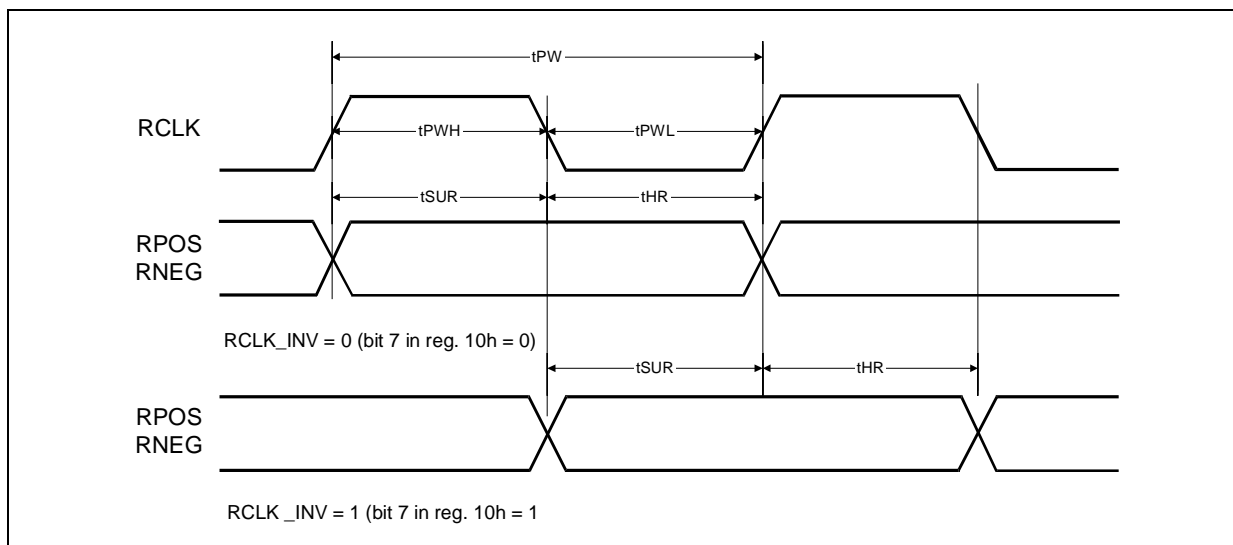 tPW
RCLK
tPWH
tPWL
tSUR
tHR
RPOS
RNEG
RCLK_INV = 0 (bit 7 in reg. 10h = 0)
tSUR
tHR
RPOS
RNEG
RCLK _INV = 1 (bit 7 in reg. 10h = 1